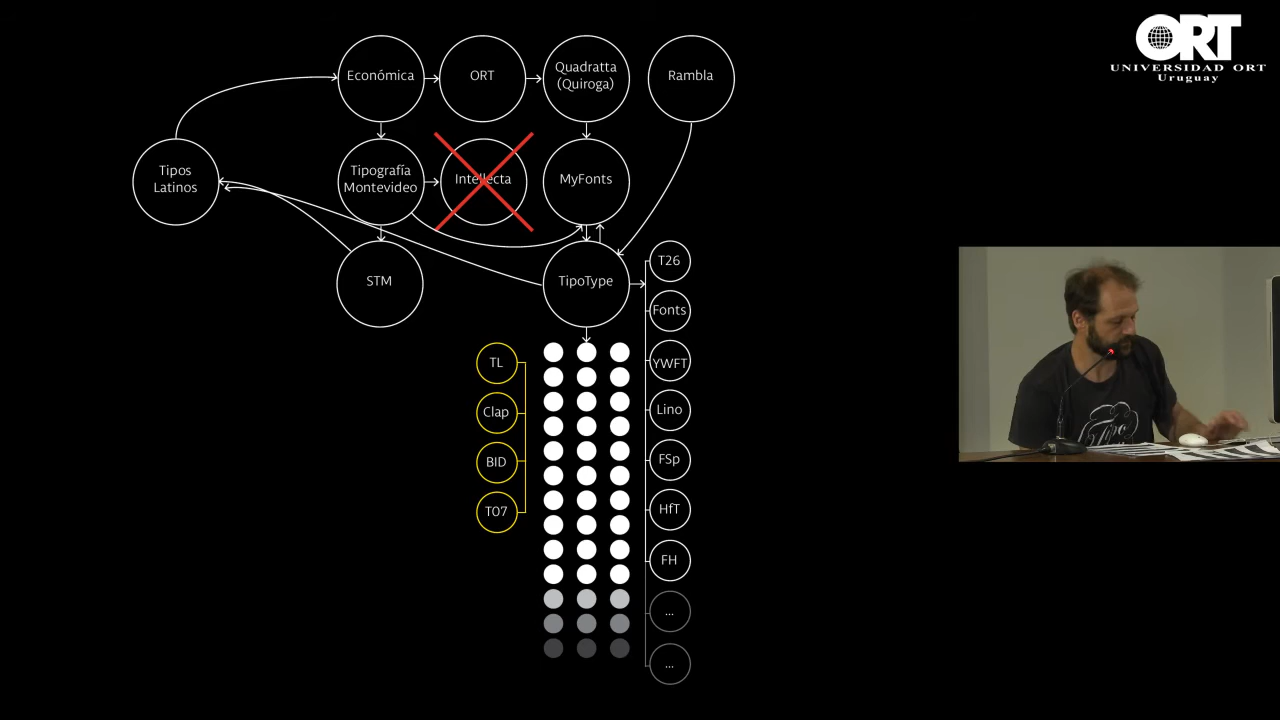 Económica
ORT
Quadratta
(Quiroga)
Rambla
ORT
UNIVERSIDAD ORT
Uruguay
Tipos
Latinos
Tipografía
Montevideo
Intellecta
MyFonts
STM
TipoType
T26
Fonts
YWFT
Lino
FSp
HfT
FH
...
...
TL
Clap
BID
T07
Tipo